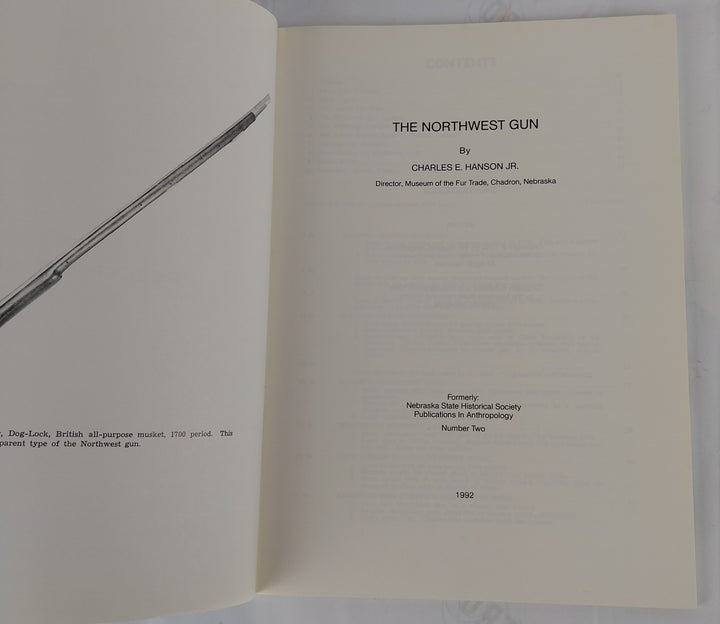 , Dog-Lock, British all-purpose musket, 1700 period. This
parent type of the Northwest gun.
THE NORTHWEST GUN
By
CHARLES E. HANSON JR.
Director, Museum of the Fur Trade, Chadron, Nebraska
Formerly:
Nebraska State Historical Society
Publications In Anthropology
Number Two
1992